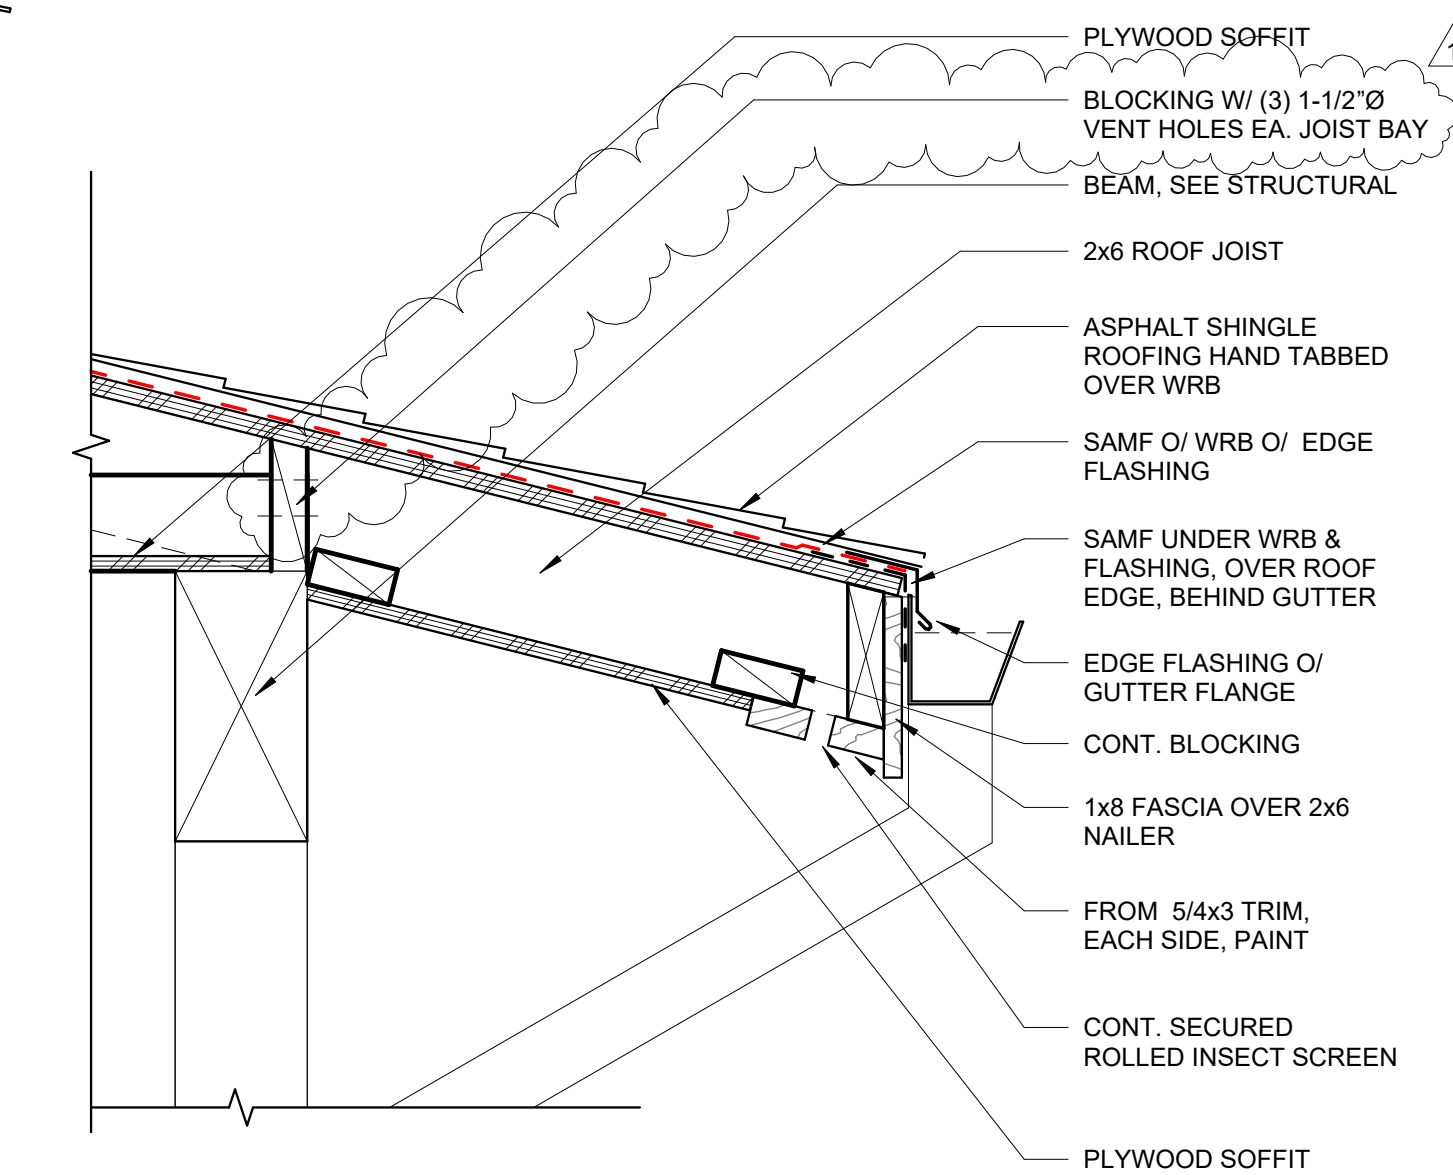 PLYWOOD SOFFIT
1
BLOCKING W/ (3) 1-1/2”Ø
VENT HOLES EA. JOIST BAY
BEAM, SEE STRUCTURAL
2x6 ROOF JOIST
ASPHALT SHINGLE
ROOFING HAND TABBED
OVER WRB
SAMF O/ WRB O/ EDGE
FLASHING
SAMF UNDER WRB &
FLASHING, OVER ROOF
EDGE, BEHIND GUTTER
EDGE FLASHING O/
GUTTER FLANGE
CONT. BLOCKING
1x8 FASCIA OVER 2x6
NAILER
FROM 5/4x3 TRIM,
EACH SIDE, PAINT
CONT. SECURED
ROLLED INSECT SCREEN
PLYWOOD SOFFIT